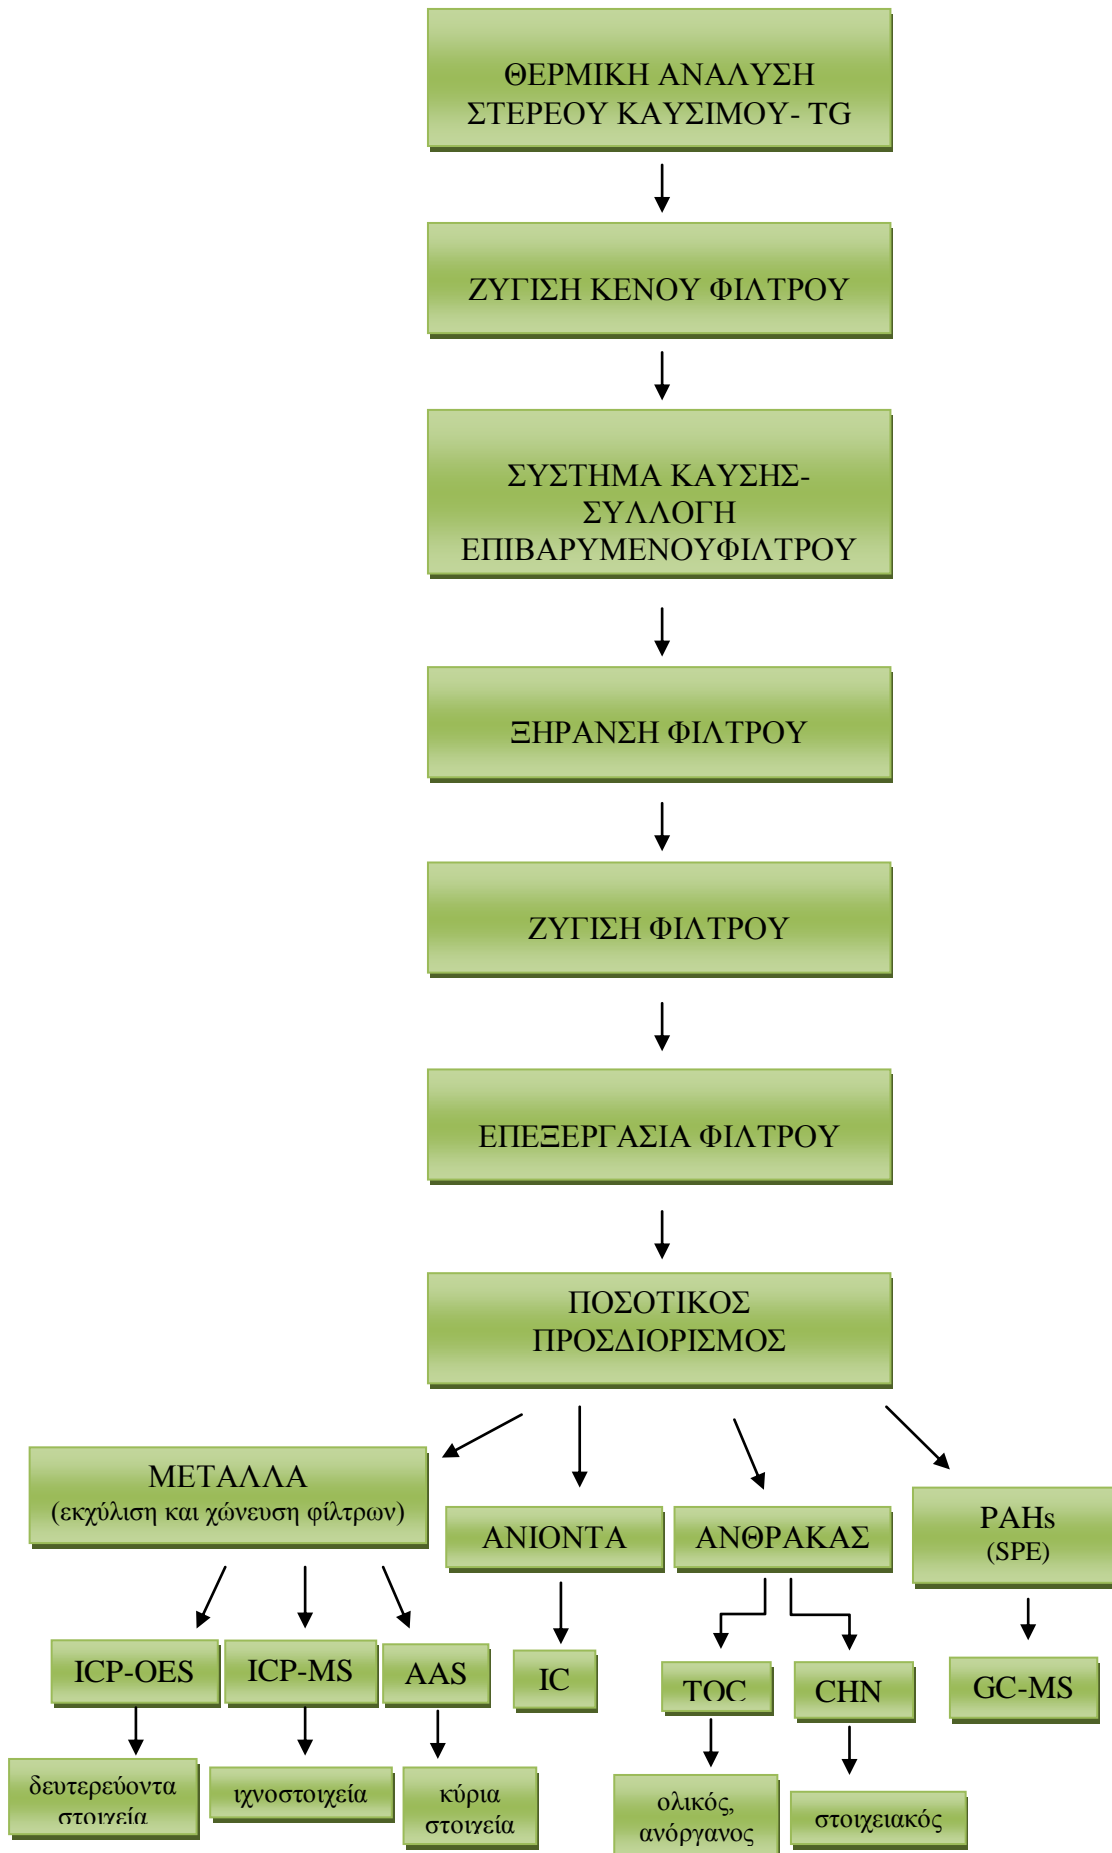 ΘΕΡΜΙΚΗ ΑΝΑΛΥΣΗ
ΣΤΕΡΕΟΥ ΚΑΥΣΙΜΟΥ- TG
ΖΥΓΙΣΗ ΚΕΝΟΥ ΦΙΛΤΡΟΥ
ΣΥΣΤΗΜΑ ΚΑΥΣΗΣ-
ΣΥΛΛΟΓΗ
ΕΠΙΒΑΡΥΜΕΝΟΥΦΙΛΤΡΟΥ
ΞΗΡΑΝΣΗ ΦΙΛΤΡΟΥ
ΖΥΓΙΣΗ ΦΙΛΤΡΟΥ
ΕΠΕΞΕΡΓΑΣΙΑ ΦΙΛΤΡΟΥ
ΠΟΣΟΤΙΚΟΣ
ΠΡΟΣΔΙΟΡΙΣΜΟΣ
ΜΕΤΑΛΛΑ
(εκχύλιση και χώνευση φίλτρων)
ΑΝΙΟΝΤΑ
ΑΝΘΡΑΚΑΣ
PAHs
(SPE)
ICP-OES
ICP-MS
AAS
IC
TOC
CHN
GC-MS
δευτερεύοντα
στοιχεία
ιχνοστοιχεία
κύρια
στοιχεία
ολικός,
ανόργανος
στοιχειακός